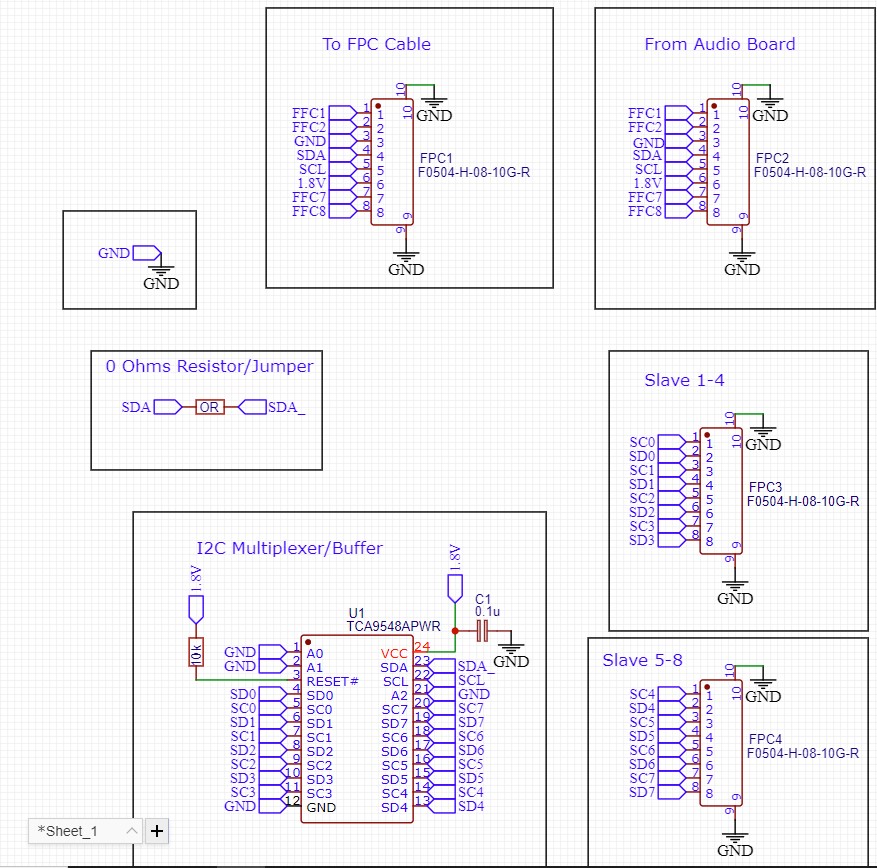 To FPC Cable
10
10
GND
FFC1 1 1
FFC2 2 2
GND 3 3
SDA 4 4
SCL 5 5
1.8V 6 6
FFC7 7 7
FFC8 8 8
FPC1
F0504-H-08-10G-R
9
9
GND
From Audio Board
10
10
GND
FFC1 1 1
FFC2 2 2
GND 3 3
SDA 4 4
SCL 5 5
1.8V 6 6
FFC7 7 7
FFC8 8 8
FPC2
F0504-H-08-10G-R
9
9
GND
GND
GND
0 Ohms Resistor/Jumper
SDA OR SDA_
Slave 1-4
10
10
GND
SC0 1 1
SD0 2 2
SC1 3 3
SD1 4 4
SC2 5 5
SD2 6 6
SC3 7 7
SD3 8 8
FPC3
F0504-H-08-10G-R
9
9
GND
I2C Multiplexer/Buffer
1.8V
10k
1.8V
C1
0.1u
GND
U1
TCA9548APWR
GND 1 A0 VCC 24
GND 2 A1 SDA 23 SDA_
3 RESET# SCL 22 SCL
SD0 4 SD0 A2 21 GND
SC0 5 SC0 SC7 20 SC7
SD1 6 SD1 SD7 19 SD7
SC1 7 SC1 SC6 18 SC6
SD2 8 SD2 SD6 17 SD6
SC2 9 SC2 SC5 16 SC5
SD3 10 SD3 SD5 15 SD5
SC3 11 SC3 SC4 14 SC4
GND 12 GND SD4 13 SD4
Slave 5-8
10
10
GND
SC4 1 1
SD4 2 2
SC5 3 3
SD5 4 4
SC6 5 5
SD6 6 6
SC7 7 7
SD7 8 8
FPC4
F0504-H-08-10G-R
9
9
GND
*Sheet_1